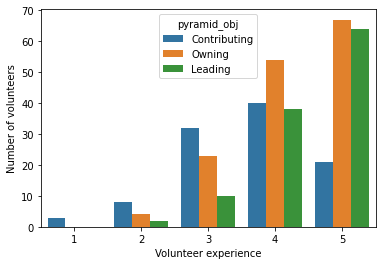 pyramid_obj
Contributing
Owning
Leading
Number of volunteers
70
60
50
40
30
20
10
0
1 2 3 4 5
Volunteer experience